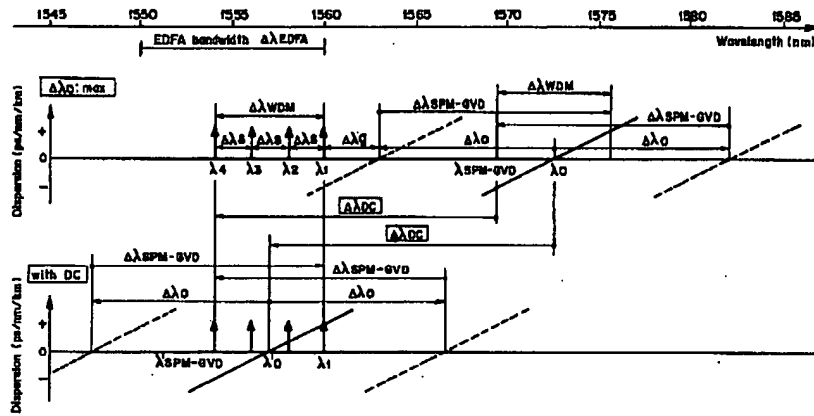 1545 1550 1555 1560 1565 1570 1575 1580 1585
EDFA bandwidth ΔλEDFA
Wavelength (nm)
Δλ0: max
ΔλWDM
ΔλSPM-GVD
ΔλWDM
ΔλSPM-GVD
ΔλS ΔλS ΔλS Δλg Δλ0 Δλ0
Dispersion (ps/nm/km)
+
0
−
λ4 λ3 λ2 λ1 λSPM-GVD λ0
ΔλDC
ΔλDC
with DC
ΔλSPM-GVD
ΔλSPM-GVD
Δλ0 Δλ0
Dispersion (ps/nm/km)
+
0
−
λ'SPM-GVD λ'0 λ1